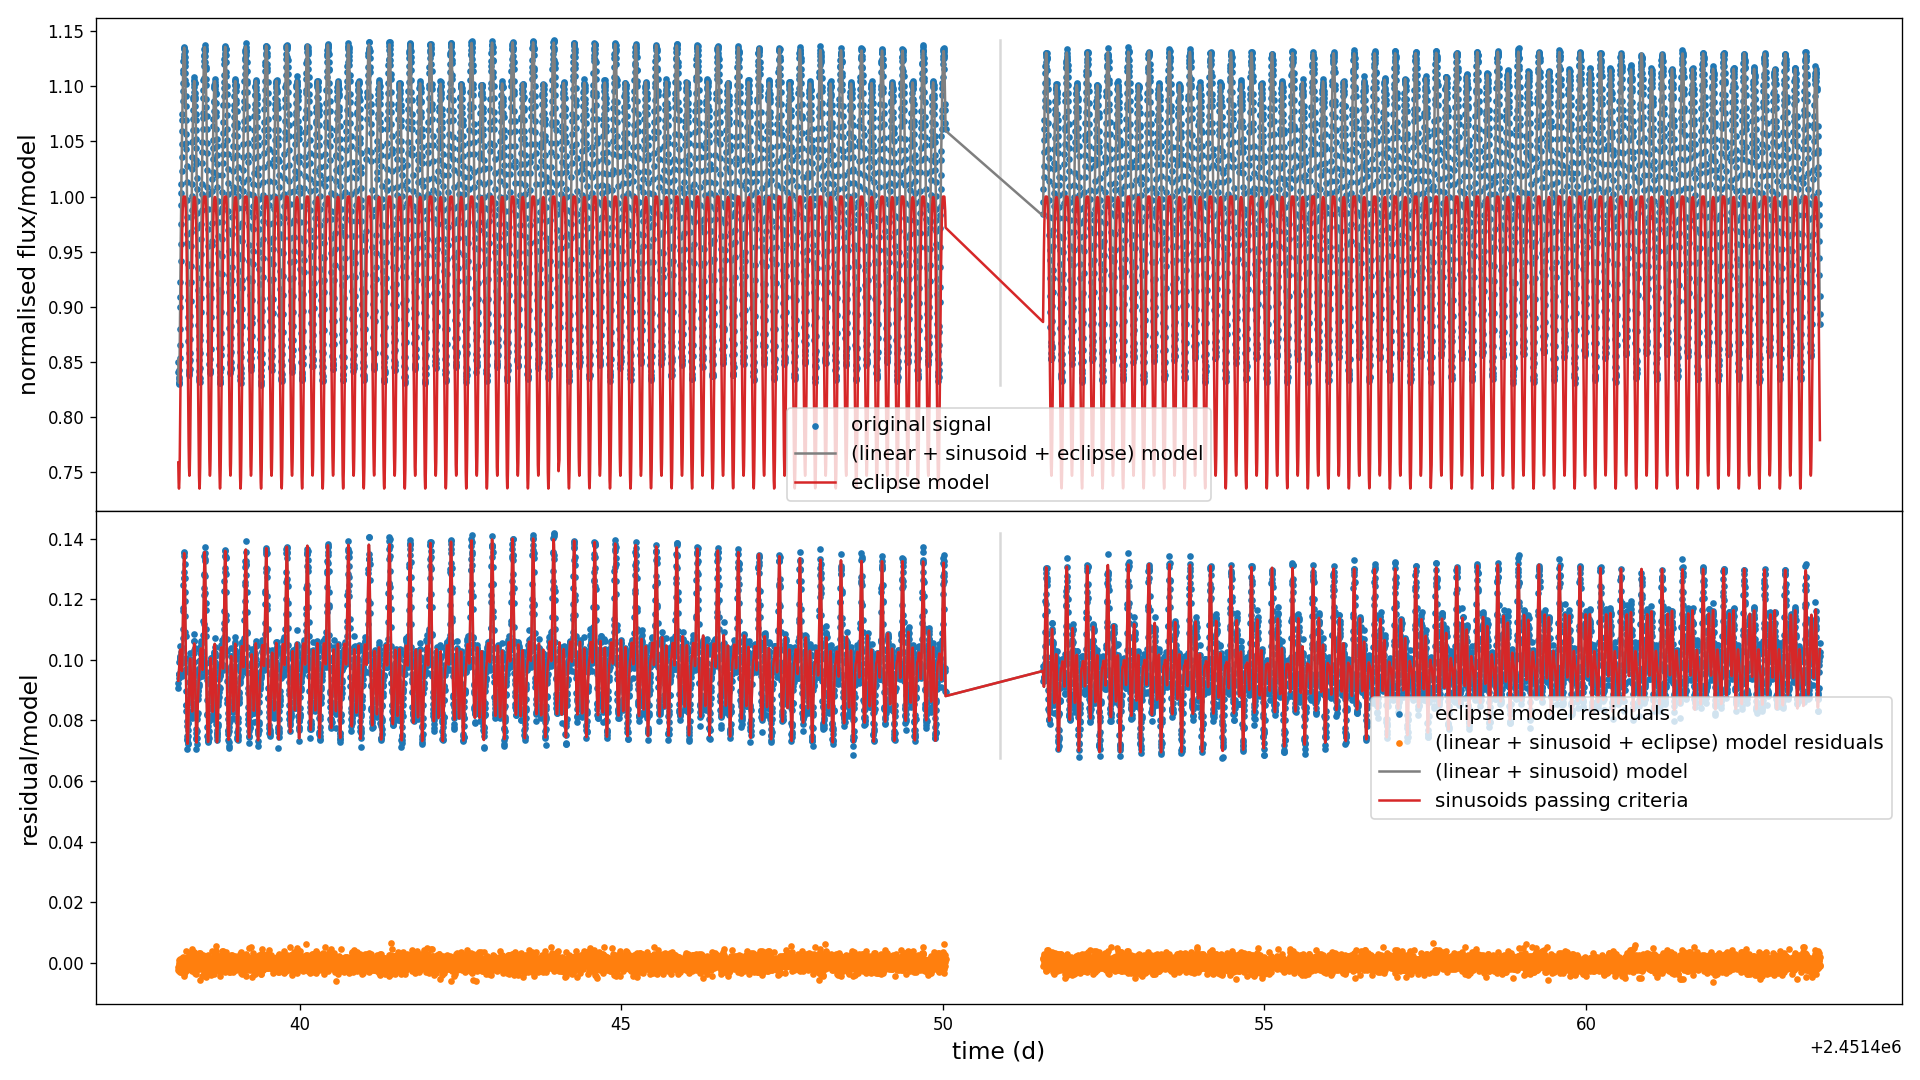 normalised flux/model
1.15
1.10
1.05
1.00
0.95
0.90
0.85
0.80
0.75
original signal
(linear + sinusoid + eclipse) model
eclipse model
residual/model
0.14
0.12
0.10
0.08
0.06
0.04
0.02
0.00
eclipse model residuals
(linear + sinusoid + eclipse) model residuals
(linear + sinusoid) model
sinusoids passing criteria
40
45
50
55
60
time (d)
+2.4514e6